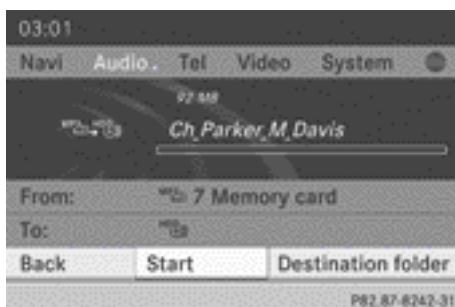 03:01
Navi Audio Tel Video System
92 MB
Ch_Parker_M_Davis
From: 7 Memory card
To:
Back Start Destination folder
P82.87-8242-31